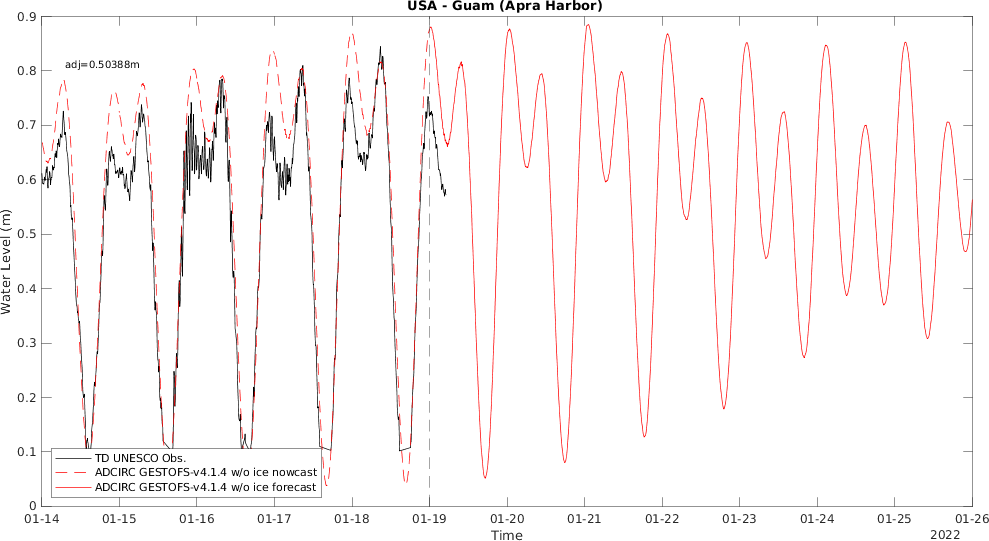 USA - Guam (Apra Harbor)
0.9
0.8
0.7
0.6
0.5
0.4
0.3
0.2
0.1
0
Water Level (m)
adj=0.50388m
TD UNESCO Obs.
ADCIRC GESTOFS-v4.1.4 w/o ice nowcast
ADCIRC GESTOFS-v4.1.4 w/o ice forecast
01-14 01-15 01-16 01-17 01-18 01-19 01-20 01-21 01-22 01-23 01-24 01-25 01-26
Time
2022